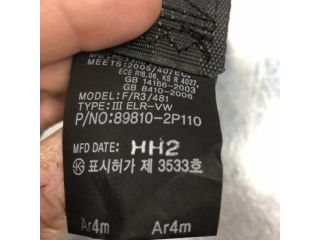 MEETS:2005/40/EC,
ECE R16.06, KS R 4027,
GB 14166-2003
GB 8410-2006
MODEL:F/R3/481
TYPE:III ELR-VW
P/NO:89810-2P110
MFD DATE: HH2
KS 표시허가 제 3533호
Ar4m Ar4m